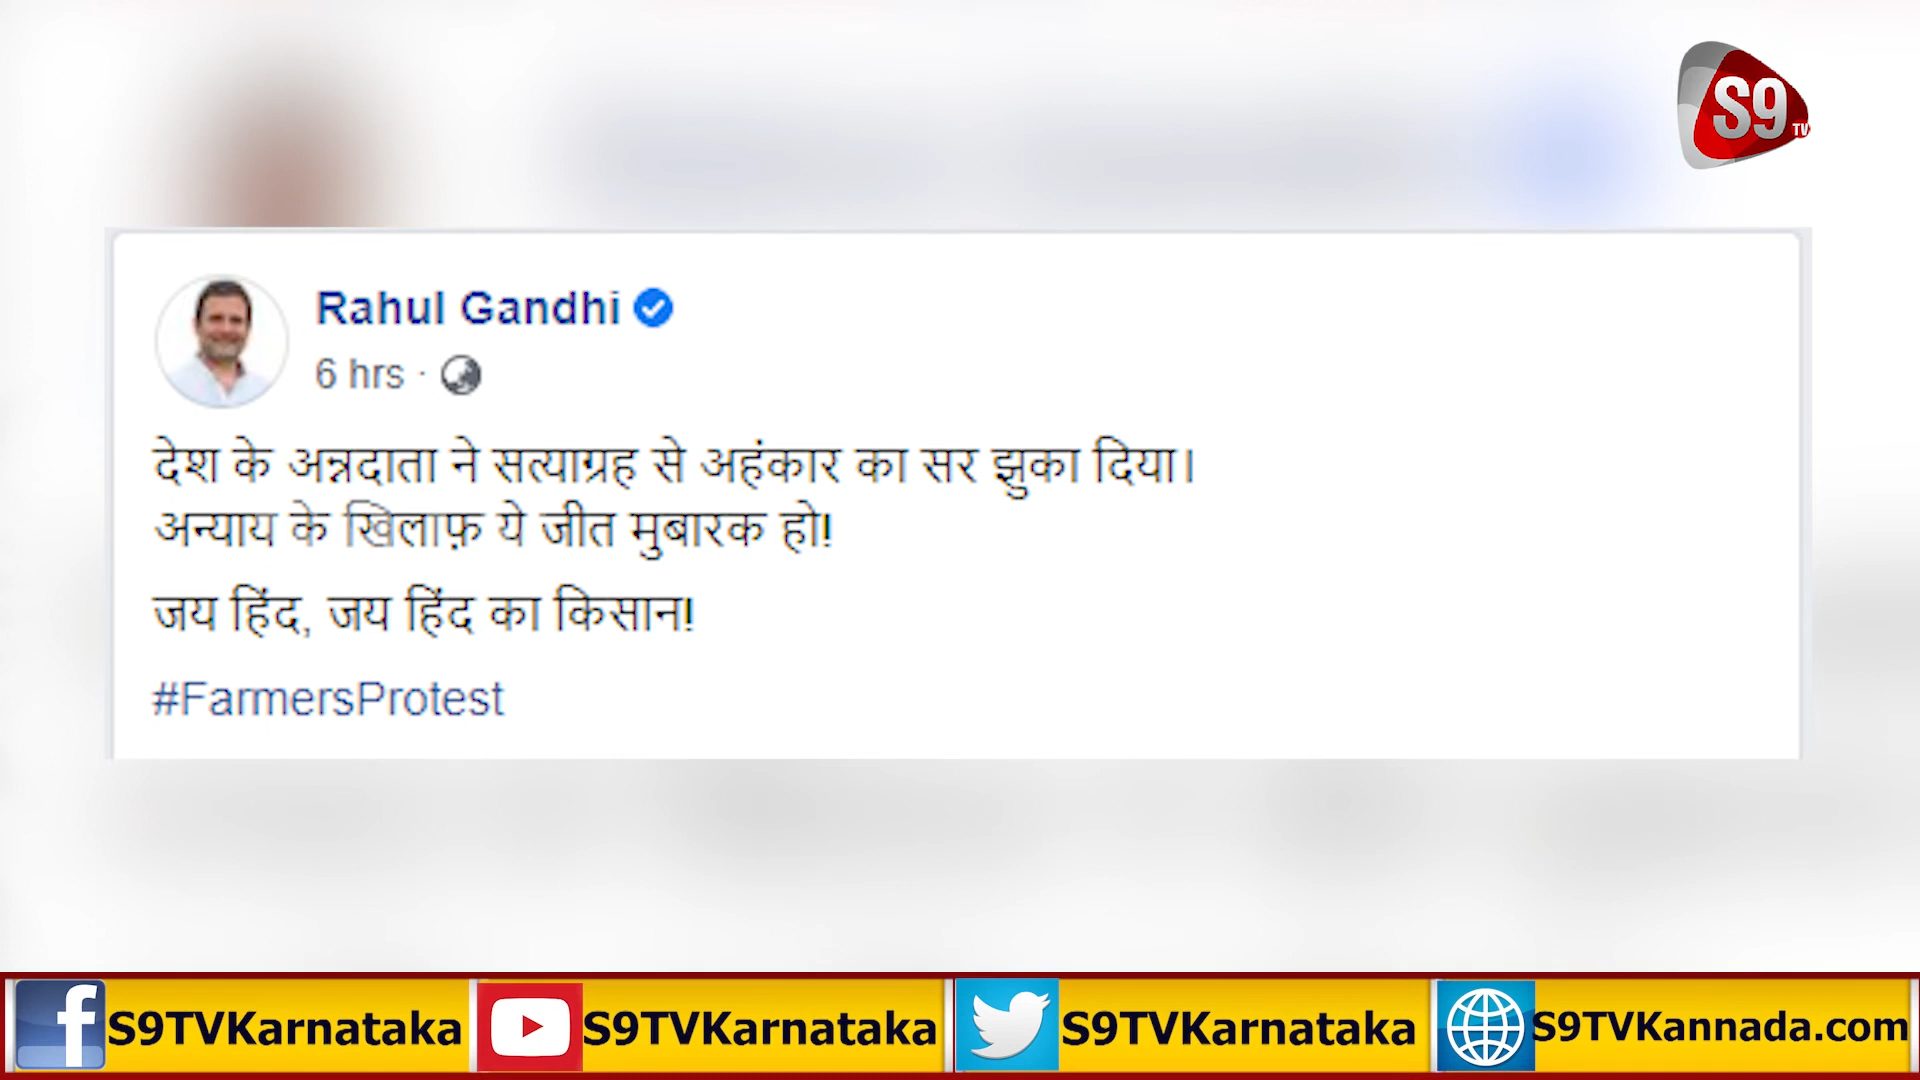 S9
TV
Rahul Gandhi
6 hrs ·
देश के अन्नदाता ने सत्याग्रह से अहंकार का सर झुका दिया।
अन्याय के खिलाफ़ ये जीत मुबारक हो!
जय हिंद, जय हिंद का किसान!
#FarmersProtest
S9TVKarnataka
S9TVKarnataka
S9TVKarnataka
S9TVKannada.com